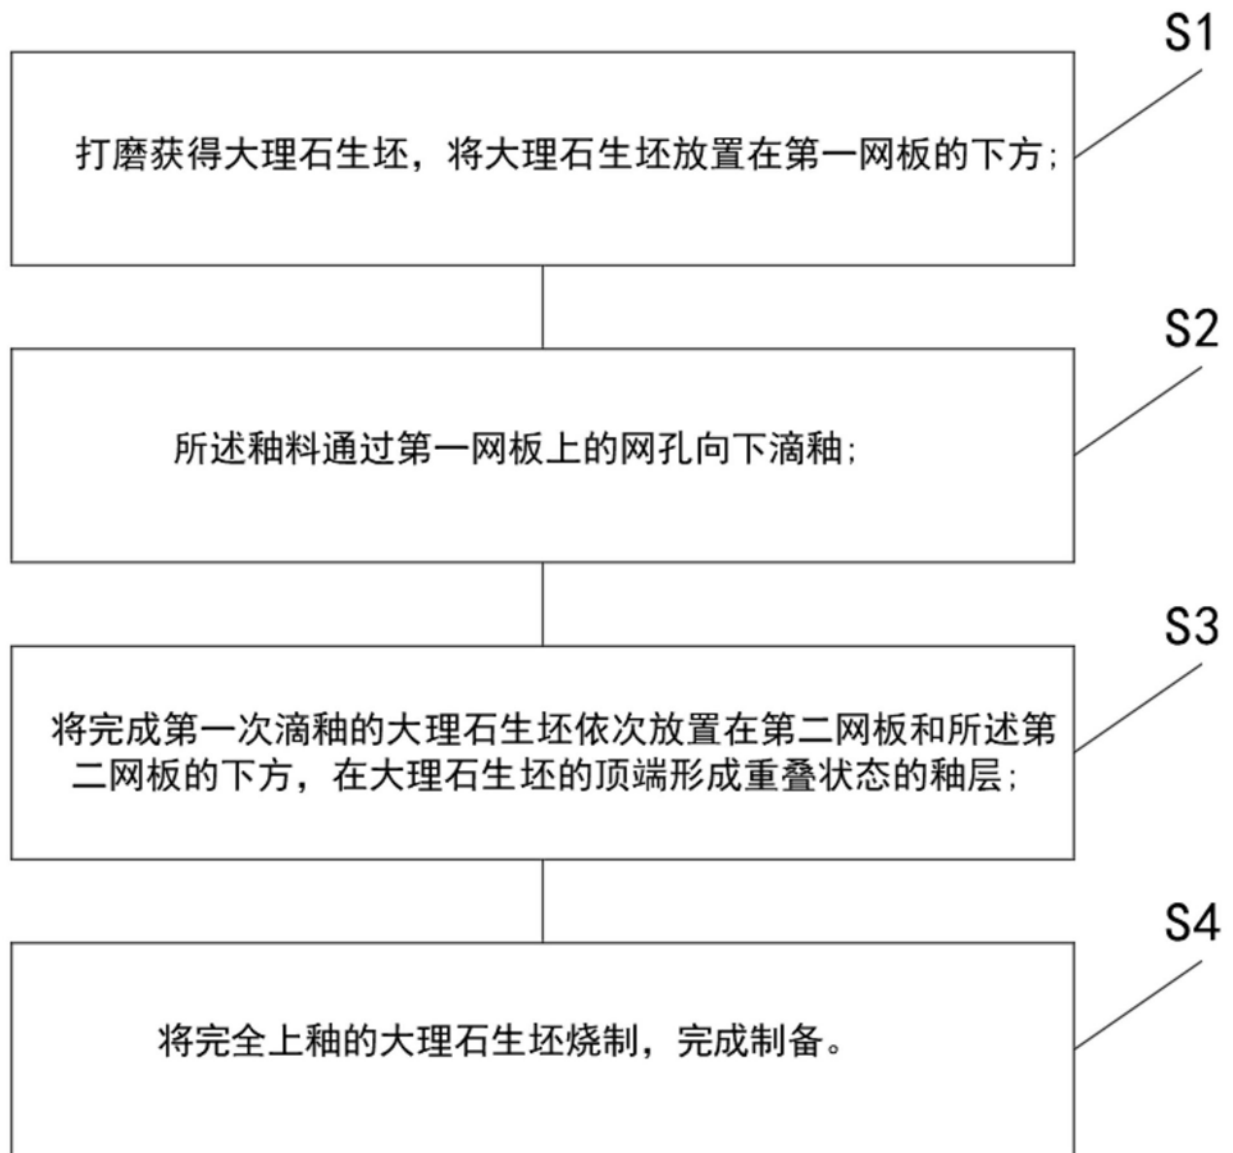 S1
打磨获得大理石生坯，将大理石生坯放置在第一网板的下方;
S2
所述釉料通过第一网板上的网孔向下滴釉;
S3
将完成第一次滴釉的大理石生坯依次放置在第二网板和所述第
二网板的下方，在大理石生坯的顶端形成重叠状态的釉层;
S4
将完全上釉的大理石生坯烧制，完成制备。